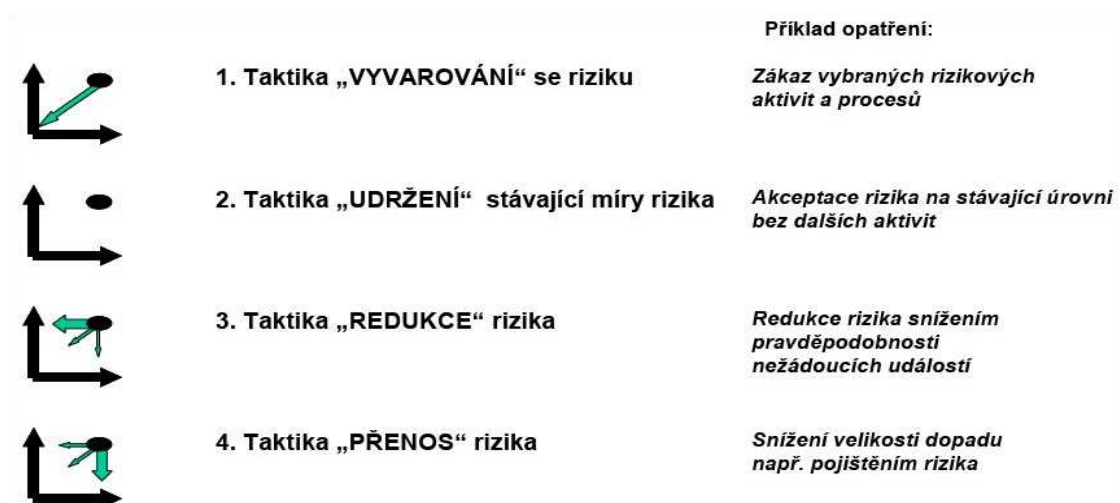 Příklad opatření:
1. Taktika „VYVAROVÁNÍ“ se riziku
Zákaz vybraných rizikových
aktivit a procesů
2. Taktika „UDRŽENÍ“ stávající míry rizika
Akceptace rizika na stávající úrovni
bez dalších aktivit
3. Taktika „REDUKCE“ rizika
Redukce rizika snížením
pravděpodobnosti
nežádoucích událostí
4. Taktika „PŘENOS“ rizika
Snížení velikosti dopadu
např. pojištěním rizika